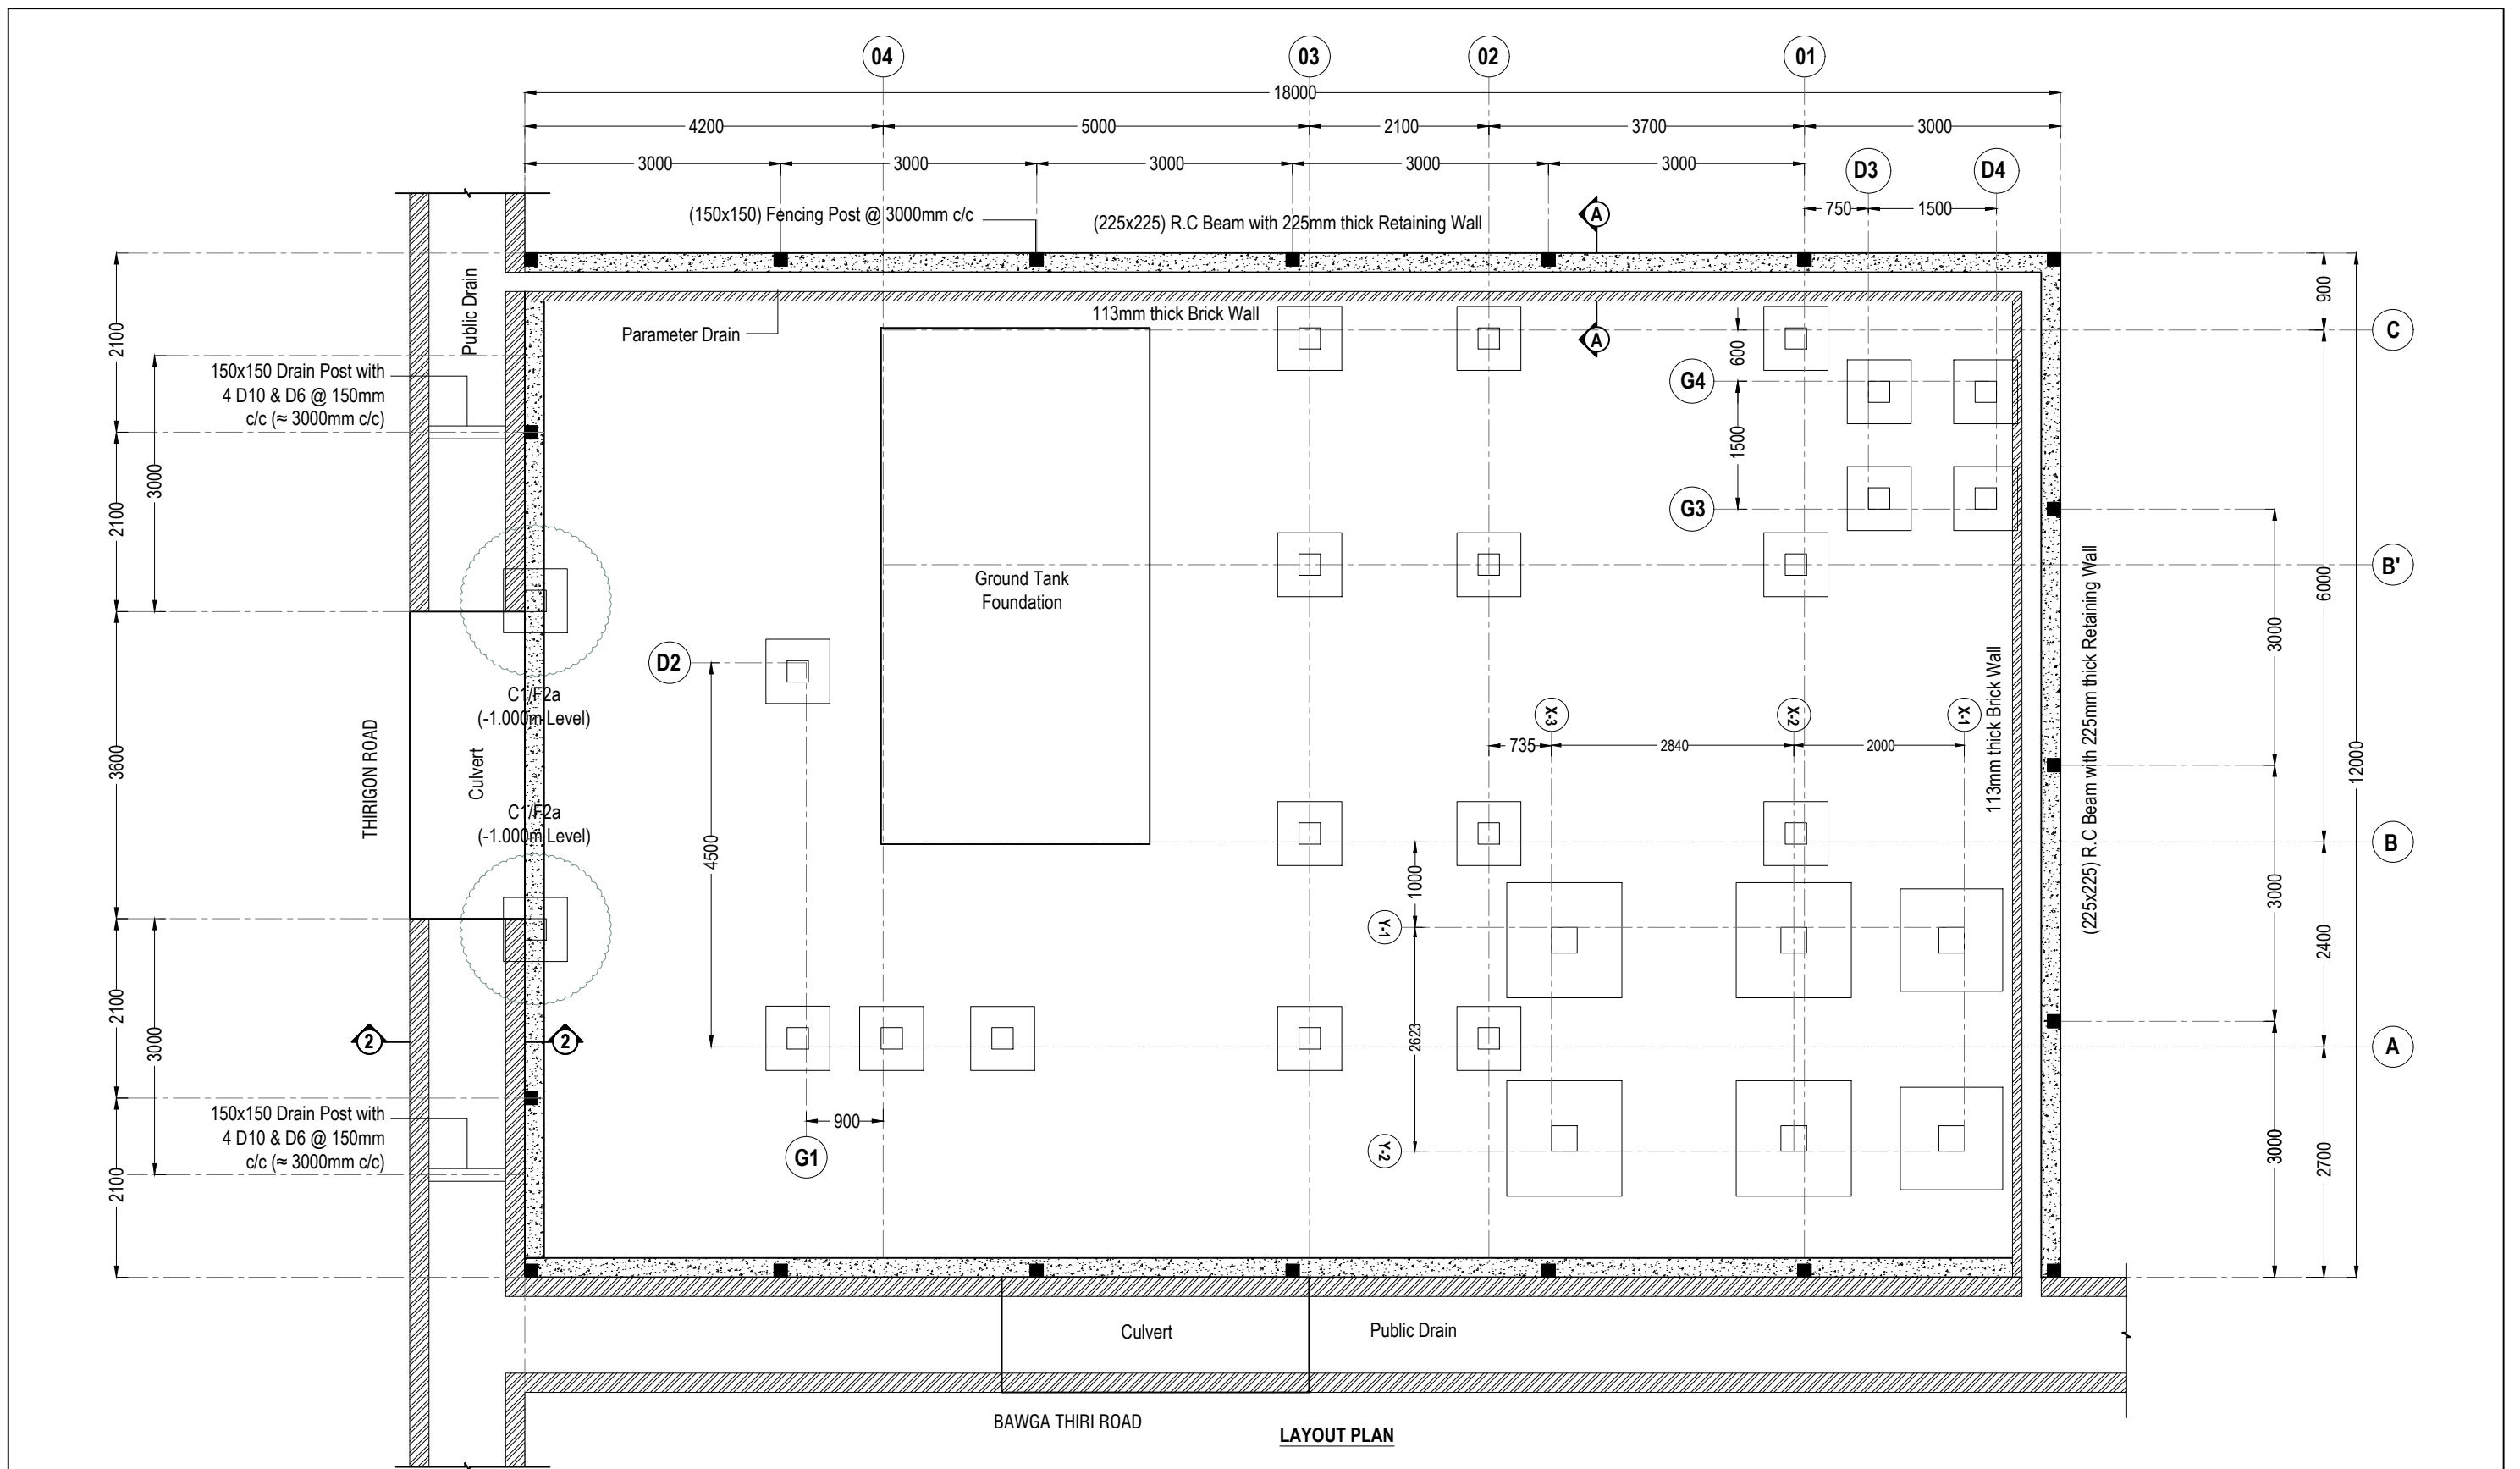 04
03
02
01
18000
4200
5000
2100
3700
3000
3000
3000
3000
3000
3000
D3
D4
750
1500
(150x150) Fencing Post @ 3000mm c/c
(225x225) R.C Beam with 225mm thick Retaining Wall
A
Public Drain
113mm thick Brick Wall
Parameter Drain
A
2100
900
C
600
150x150 Drain Post with
4 D10 & D6 @ 150mm
c/c (≈ 3000mm c/c)
G4
1500
3000
2100
G3
B'
6000
Ground Tank
Foundation
(225x225) R.C Beam with 225mm thick Retaining Wall
3000
D2
C1/F2a
(-1.000m Level)
113mm thick Brick Wall
X-3
X-2
X-1
735
2840
2000
THIRIGON ROAD
Culvert
3600
12000
C1/F2a
(-1.000m Level)
4500
B
1000
3000
Y-1
2400
2100
2
2
3000
2623
A
150x150 Drain Post with
4 D10 & D6 @ 150mm
c/c (≈ 3000mm c/c)
900
G1
Y-2
3000
2700
2100
Culvert
Public Drain
BAWGA THIRI ROAD
LAYOUT PLAN